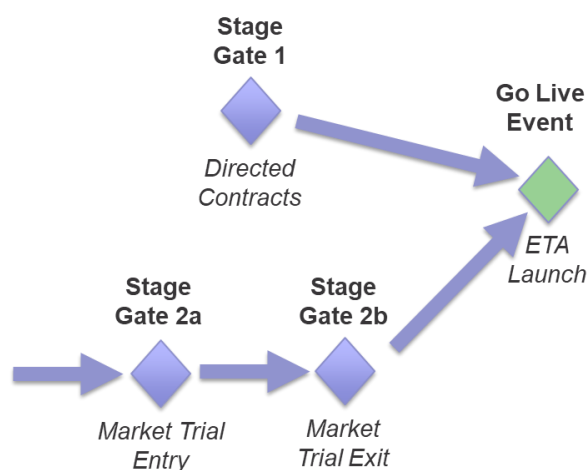 Stage
Gate 1
Directed
Contracts
Go Live
Event
ETA
Launch
Stage
Gate 2a
Market Trial
Entry
Stage
Gate 2b
Market
Trial Exit